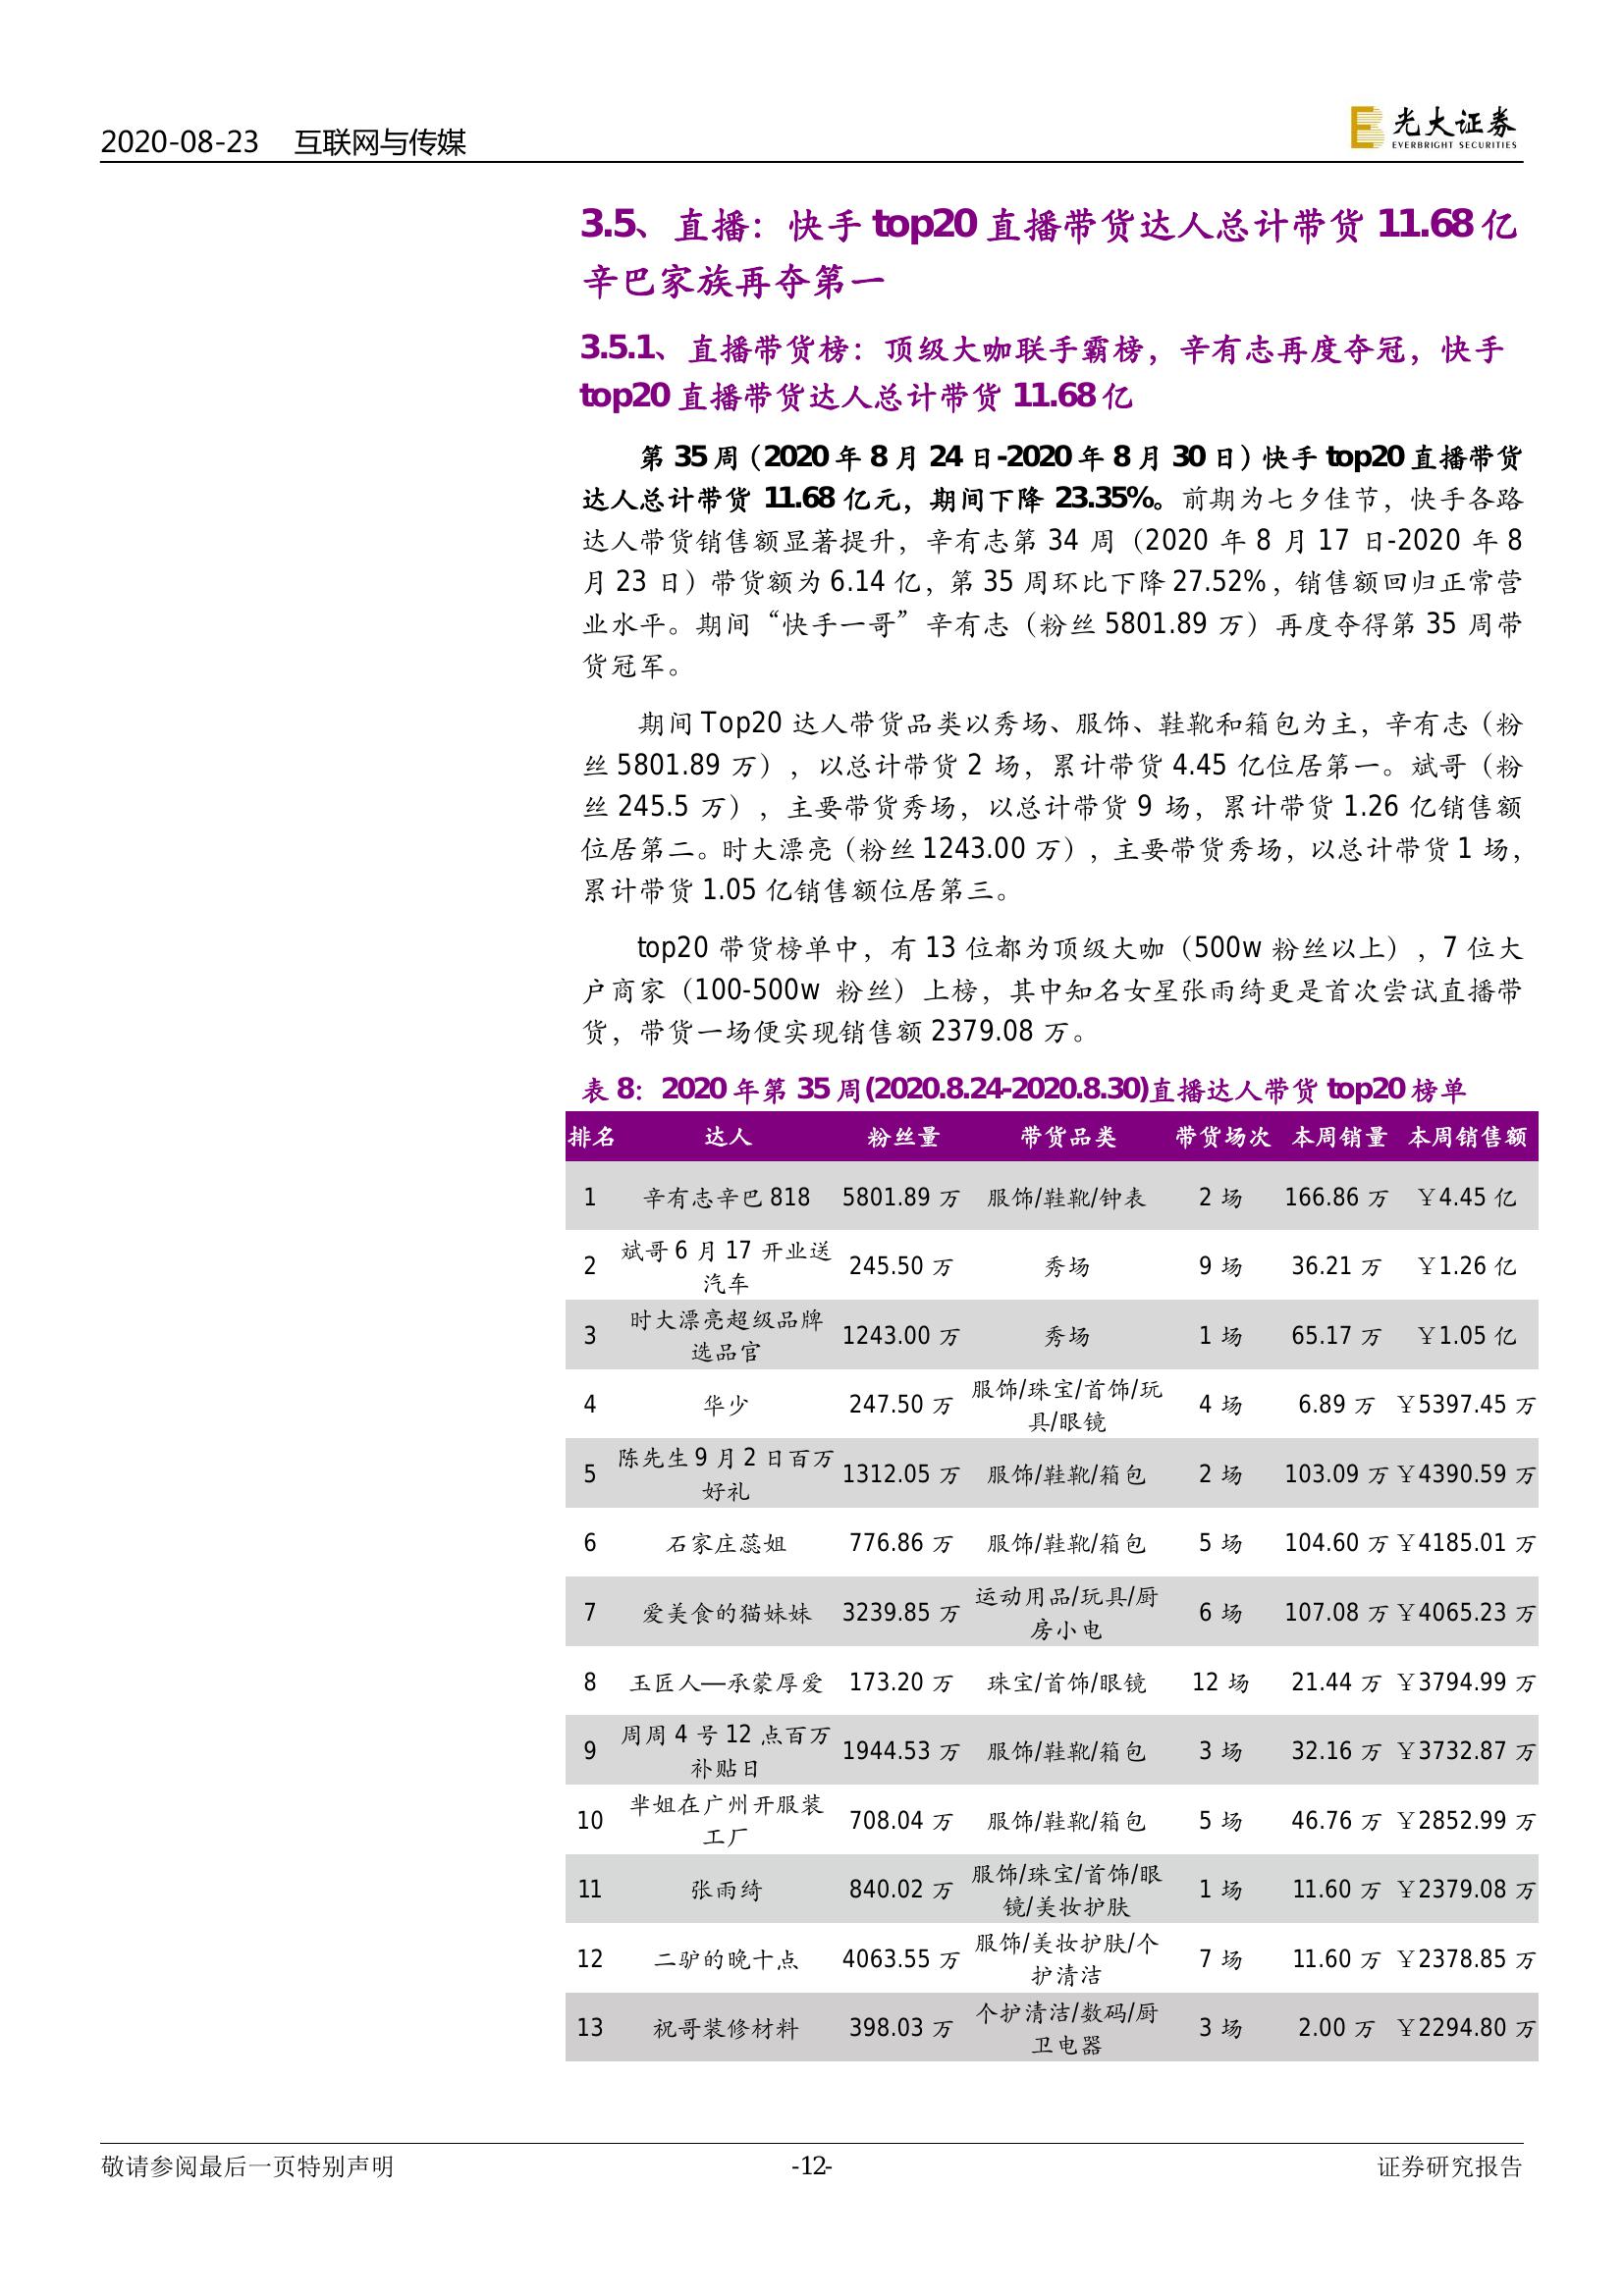 2020-08-23 互联网与传媒
光大证券
EVERBRIGHT SECURITIES
3.5、直播：快手 top20 直播带货达人总计带货 11.68 亿
辛巴家族再夺第一
3.5.1、直播带货榜：顶级大咖联手霸榜，辛有志再度夺冠，快手
top20 直播带货达人总计带货 11.68 亿
第 35 周（2020 年 8 月 24 日-2020 年 8 月 30 日）快手 top20 直播带货
达人总计带货 11.68 亿元，期间下降 23.35%。前期为七夕佳节，快手各路
达人带货销售额显著提升，辛有志第 34 周（2020 年 8 月 17 日-2020 年 8
月 23 日）带货额为 6.14 亿，第 35 周环比下降 27.52%，销售额回归正常营
业水平。期间“快手一哥”辛有志（粉丝 5801.89 万）再度夺得第 35 周带
货冠军。
期间 Top20 达人带货品类以秀场、服饰、鞋靴和箱包为主，辛有志（粉
丝 5801.89 万），以总计带货 2 场，累计带货 4.45 亿位居第一。斌哥（粉
丝 245.5 万），主要带货秀场，以总计带货 9 场，累计带货 1.26 亿销售额
位居第二。时大漂亮（粉丝 1243.00 万），主要带货秀场，以总计带货 1 场，
累计带货 1.05 亿销售额位居第三。
top20 带货榜单中，有 13 位都为顶级大咖（500w 粉丝以上），7 位大
户商家（100-500w 粉丝）上榜，其中知名女星张雨绮更是首次尝试直播带
货，带货一场便实现销售额 2379.08 万。
表 8：2020 年第 35 周(2020.8.24-2020.8.30)直播达人带货 top20 榜单
排名 达人 粉丝量 带货品类 带货场次 本周销量 本周销售额
1 辛有志辛巴 818 5801.89 万 服饰/鞋靴/钟表 2 场 166.86 万 ￥4.45 亿
斌哥 6 月 17 开业送
2 汽车 245.50 万 秀场 9 场 36.21 万 ￥1.26 亿
时大漂亮超级品牌
3 选品官 1243.00 万 秀场 1 场 65.17 万 ￥1.05 亿
服饰/珠宝/首饰/玩
4 华少 247.50 万 具/眼镜 4 场 6.89 万 ￥5397.45 万
陈先生 9 月 2 日百万
5 好礼 1312.05 万 服饰/鞋靴/箱包 2 场 103.09 万 ￥4390.59 万
6 石家庄蕊姐 776.86 万 服饰/鞋靴/箱包 5 场 104.60 万 ￥4185.01 万
运动用品/玩具/厨
7 爱美食的猫妹妹 3239.85 万 房小电 6 场 107.08 万 ￥4065.23 万
8 玉匠人—承蒙厚爱 173.20 万 珠宝/首饰/眼镜 12 场 21.44 万 ￥3794.99 万
周周 4 号 12 点百万
9 补贴日 1944.53 万 服饰/鞋靴/箱包 3 场 32.16 万 ￥3732.87 万
芈姐在广州开服装
10 工厂 708.04 万 服饰/鞋靴/箱包 5 场 46.76 万 ￥2852.99 万
服饰/珠宝/首饰/眼
11 张雨绮 840.02 万 镜/美妆护肤 1 场 11.60 万 ￥2379.08 万
服饰/美妆护肤/个
12 二驴的晚十点 4063.55 万 护清洁 7 场 11.60 万 ￥2378.85 万
个护清洁/数码/厨
13 祝哥装修材料 398.03 万 卫电器 3 场 2.00 万 ￥2294.80 万
敬请参阅最后一页特别声明 -12- 证券研究报告